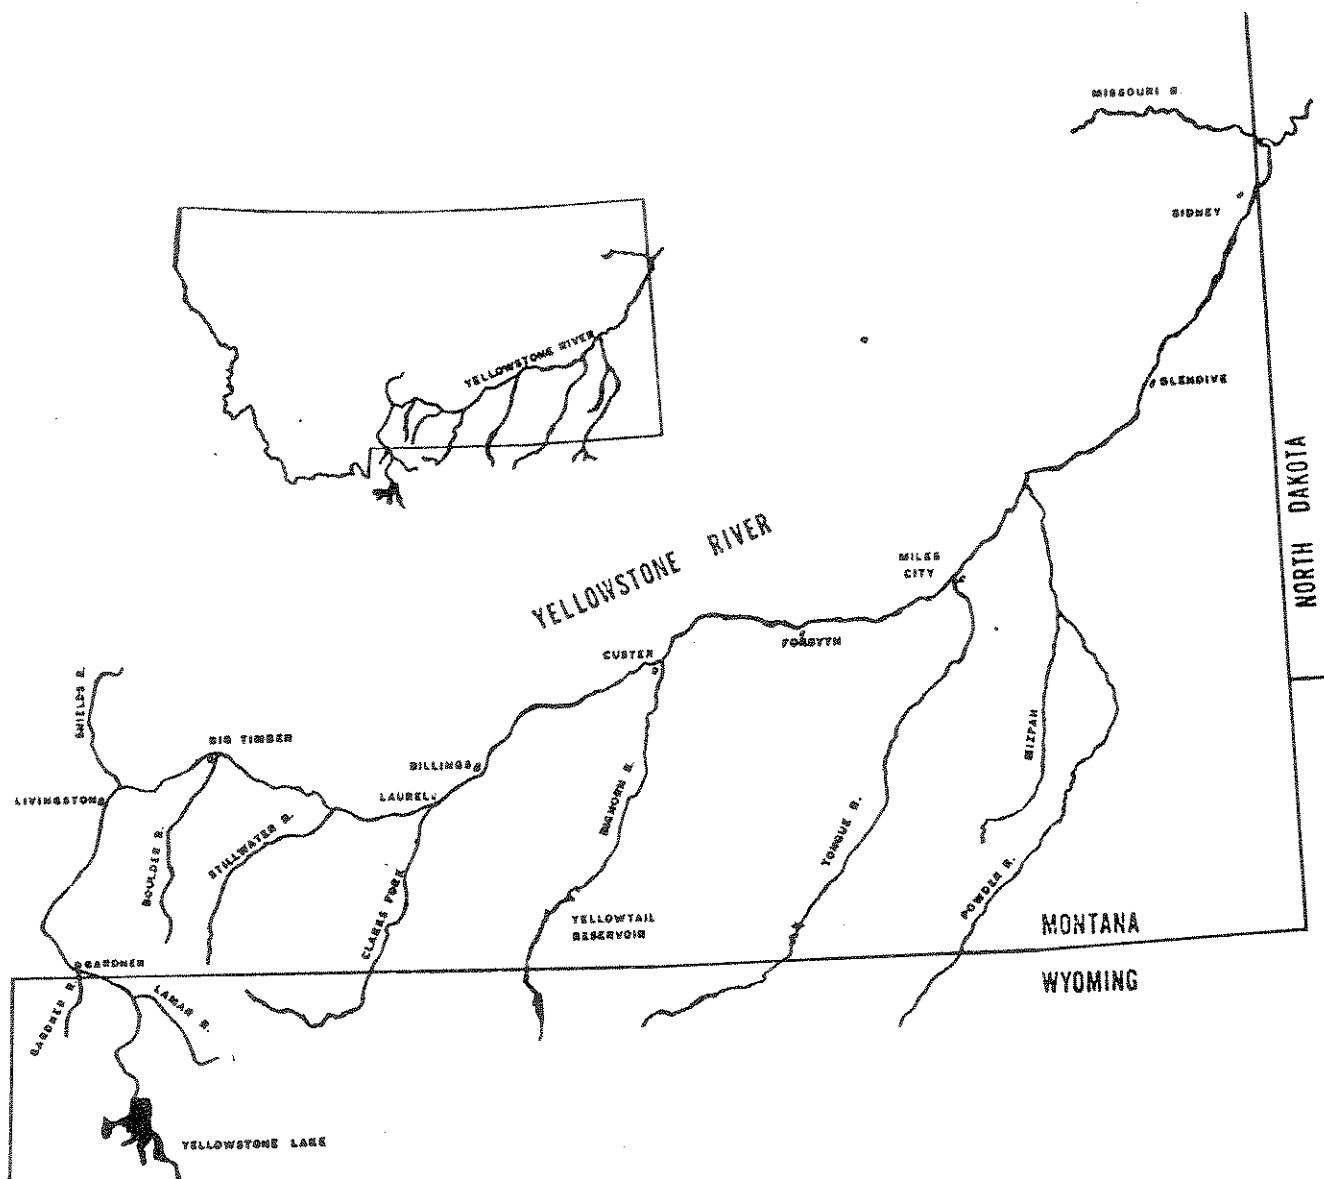 MISSOURI R.
SIDNEY
YELLOWSTONE RIVER
GLENDIVE
NORTH DAKOTA
YELLOWSTONE RIVER
MILES
CITY
FORSYTH
CUSTER
SHIELDS R.
BIG TIMBER
BILLINGS
LAUREL
LIVINGSTON
MIZPAH
BIGHORN R.
TONGUE R.
STILLWATER R.
BOULDER R.
POWDER R.
CLARKS FORK
YELLOWTAIL
RESERVOIR
MONTANA
GARDNER
WYOMING
LAMAR R.
GARDNER R.
YELLOWSTONE LAKE